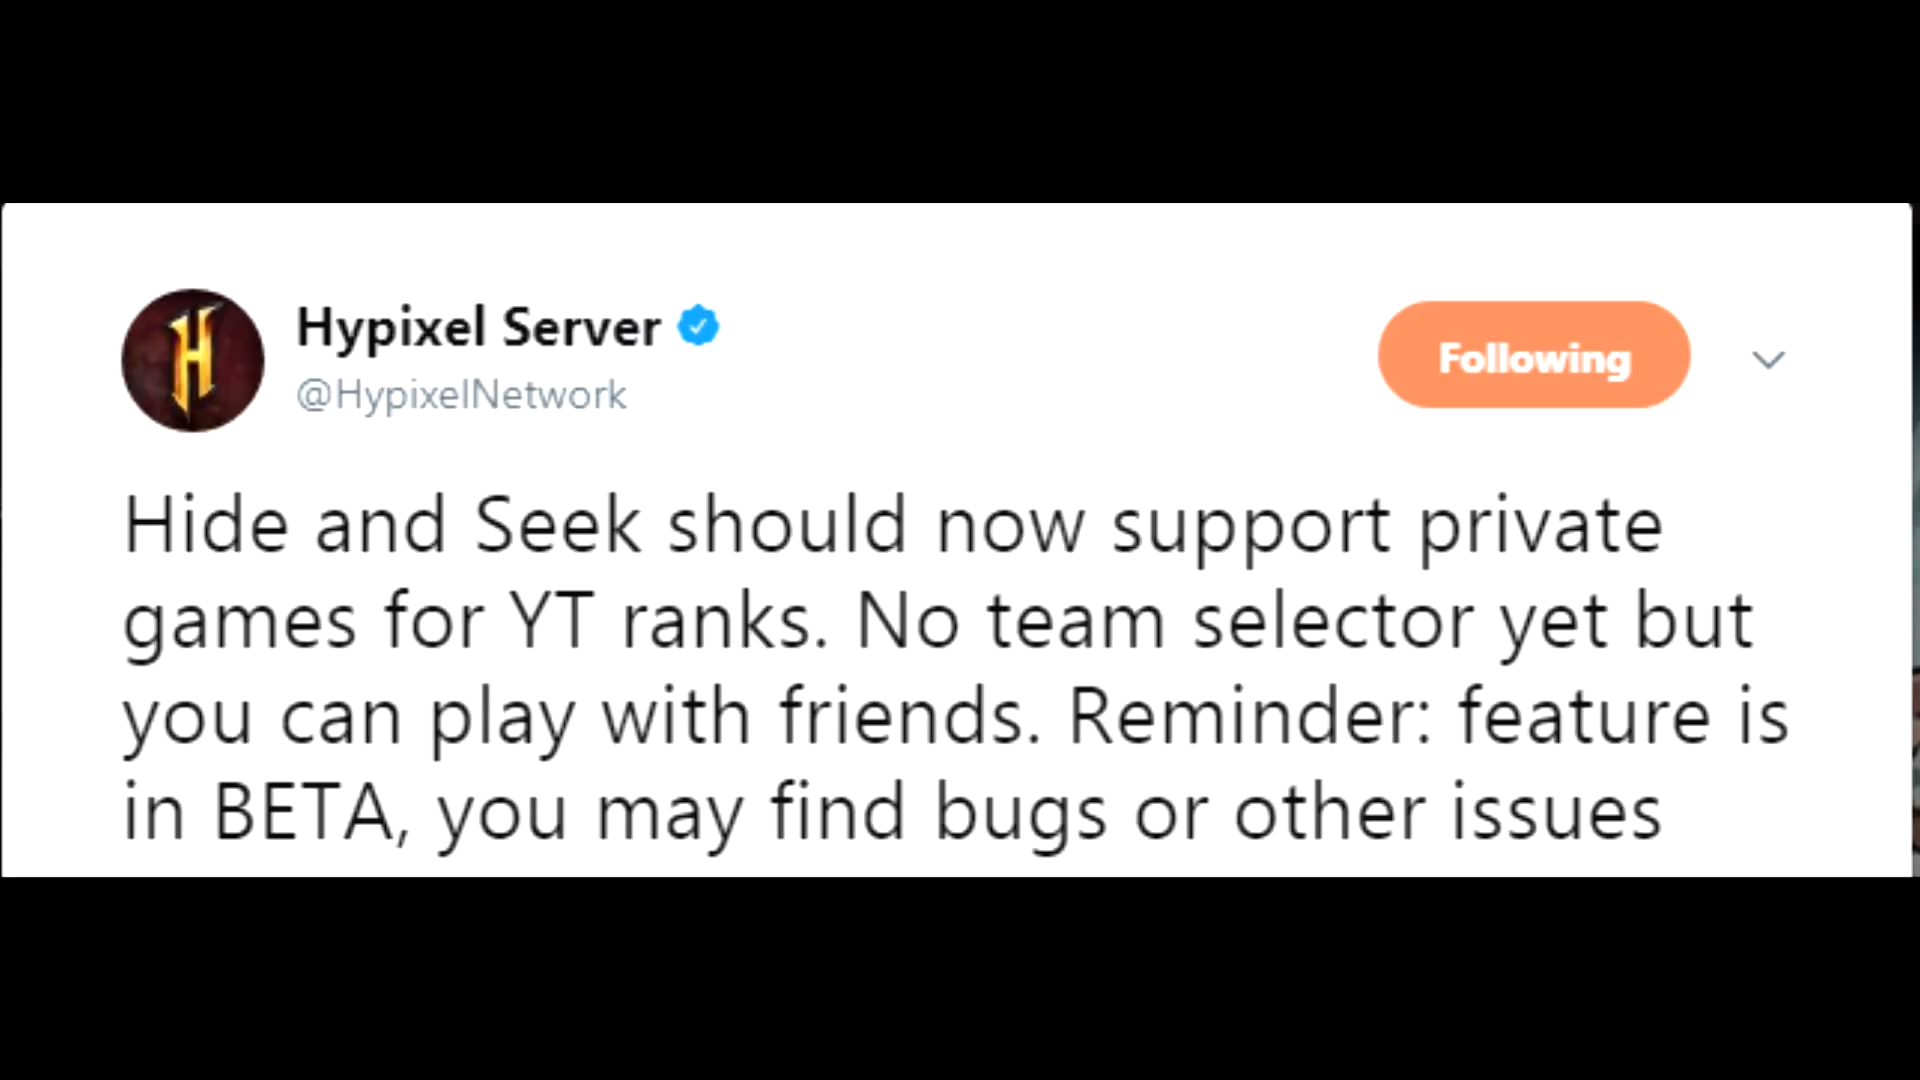 H
Hypixel Server
@HypixelNetwork
Following
Hide and Seek should now support private
games for YT ranks. No team selector yet but
you can play with friends. Reminder: feature is
in BETA, you may find bugs or other issues